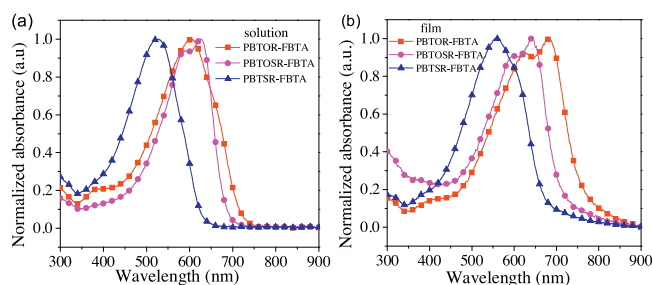 (a)
solution
PBTOR-FBTA
PBTOSR-FBTA
PBTSR-FBTA
Normalized absorbance (a.u)
1.0
0.8
0.6
0.4
0.2
0.0
300 400 500 600 700 800 900
Wavelength (nm)
(b)
film
PBTOR-FBTA
PBTOSR-FBTA
PBTSR-FBTA
Normalized absorbance (a.u.)
1.0
0.8
0.6
0.4
0.2
0.0
300 400 500 600 700 800 900
Wavelength (nm)